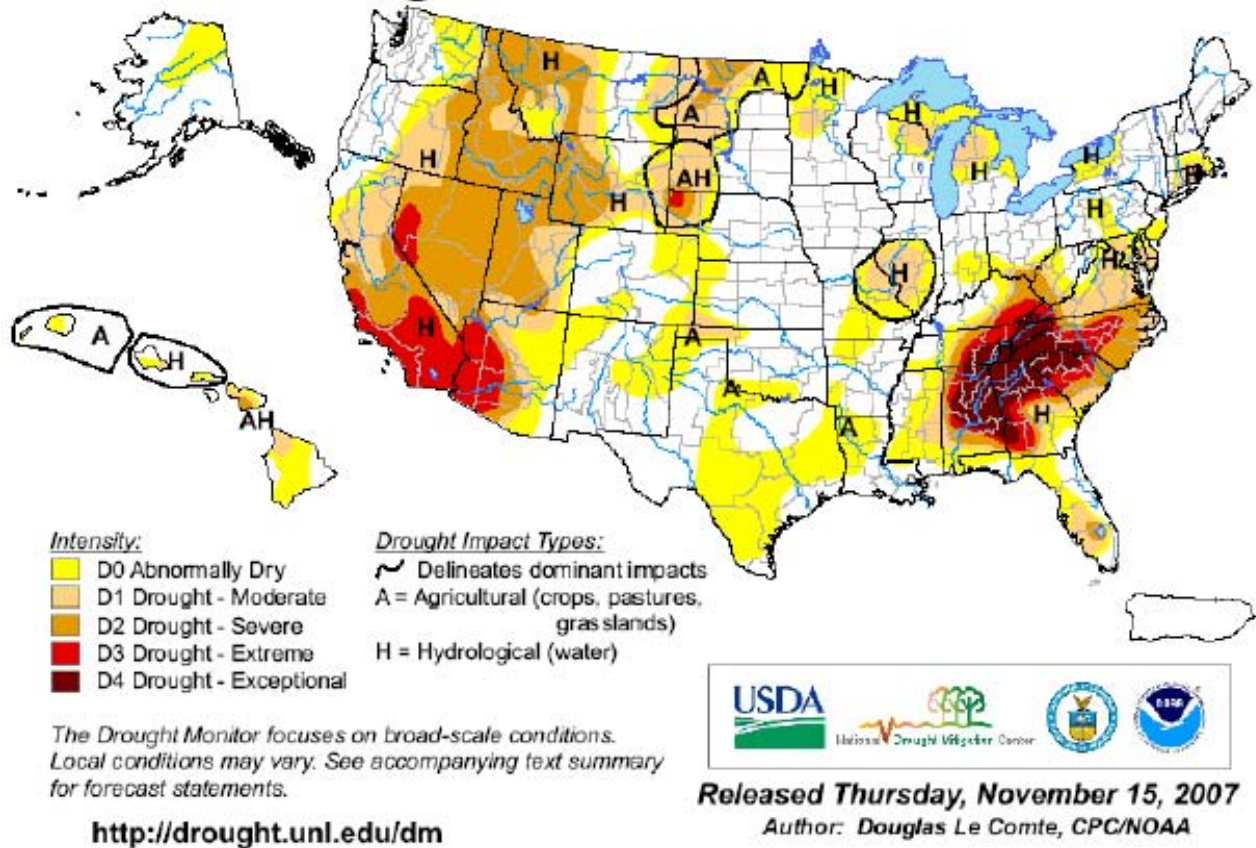 H
A
A
H
H
H
AH
H
H
H
H
H
H
H
H
H
A
H
H
A
H
A
A
AH
Intensity:
D0 Abnormally Dry
D1 Drought - Moderate
D2 Drought - Severe
D3 Drought - Extreme
D4 Drought - Exceptional
Drought Impact Types:
Delineates dominant impacts
A = Agricultural (crops, pastures,
grasslands)
H = Hydrological (water)
The Drought Monitor focuses on broad-scale conditions.
Local conditions may vary. See accompanying text summary
for forecast statements.
http://drought.unl.edu/dm
USDA
National Drought Mitigation Center
NOAA
Released Thursday, November 15, 2007
Author: Douglas Le Comte, CPC/NOAA